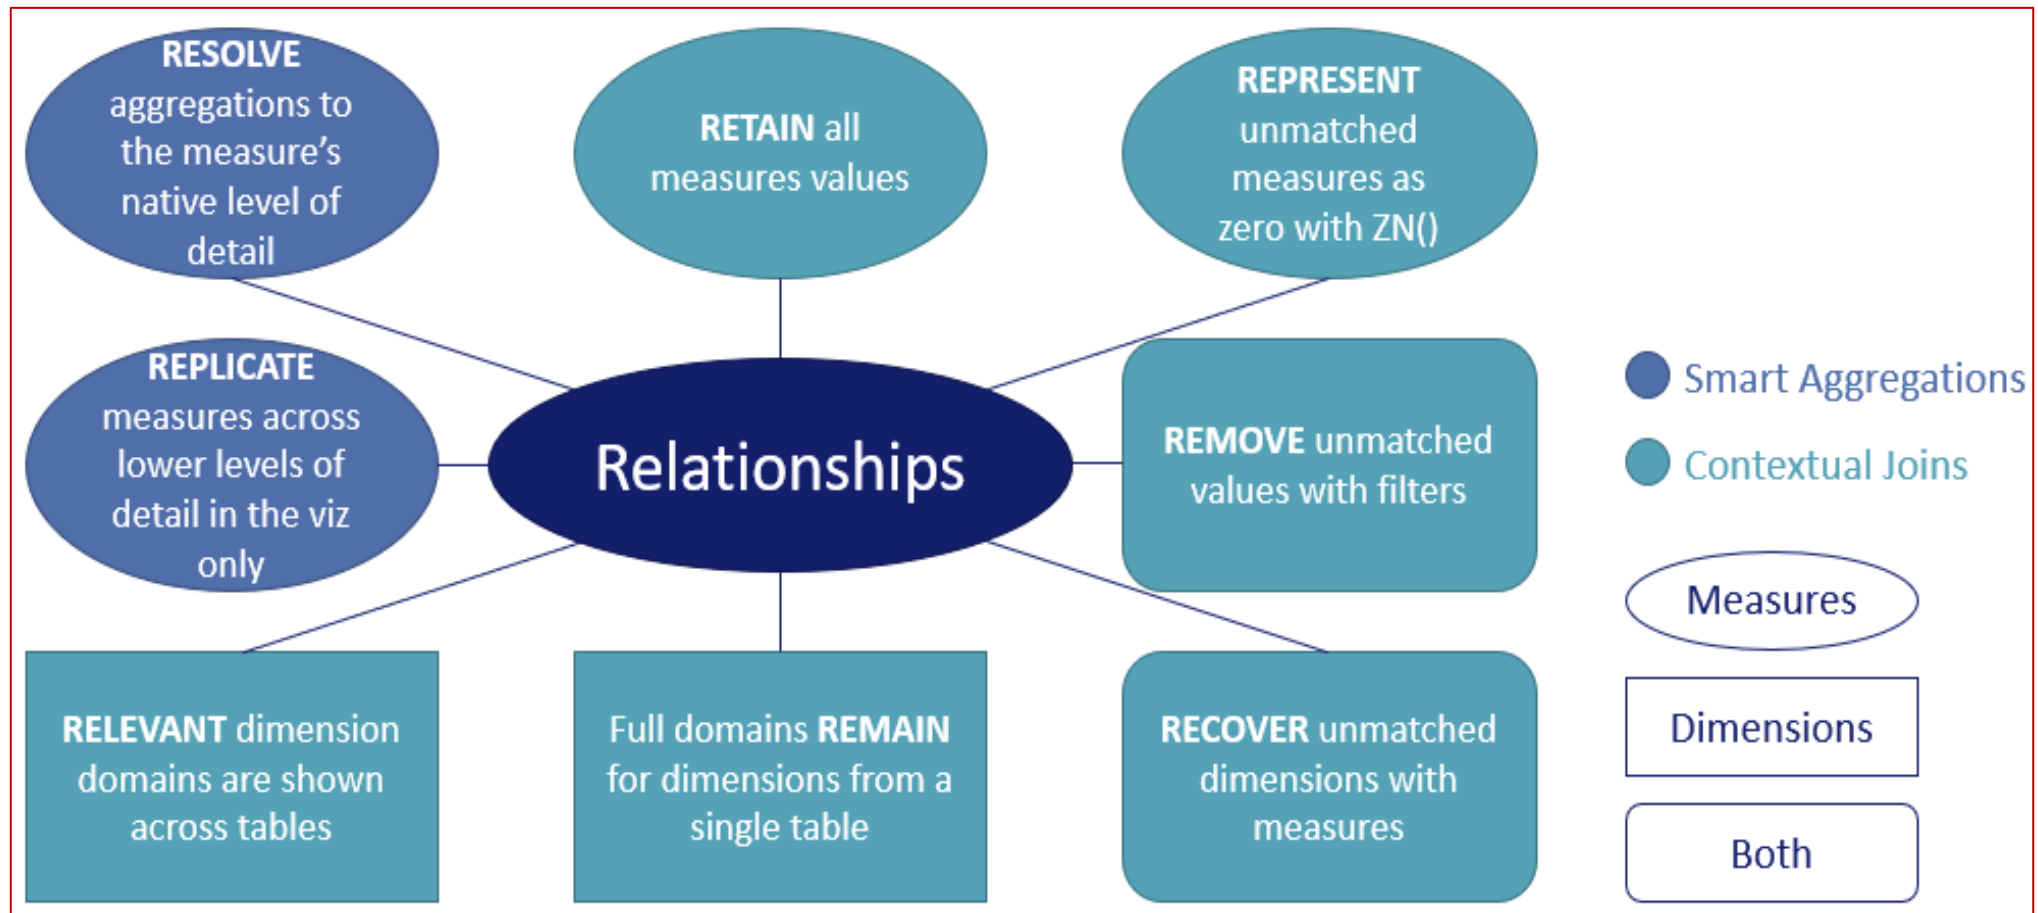 RESOLVE
aggregations to
the measure’s
native level of
detail
RETAIN all
measures values
REPRESENT
unmatched
measures as
zero with ZN()
REPLICATE
measures across
lower levels of
detail in the viz
only
Relationships
REMOVE unmatched
values with filters
RELEVANT dimension
domains are shown
across tables
Full domains REMAIN
for dimensions from a
single table
RECOVER unmatched
dimensions with
measures
Smart Aggregations
Contextual Joins
Measures
Dimensions
Both